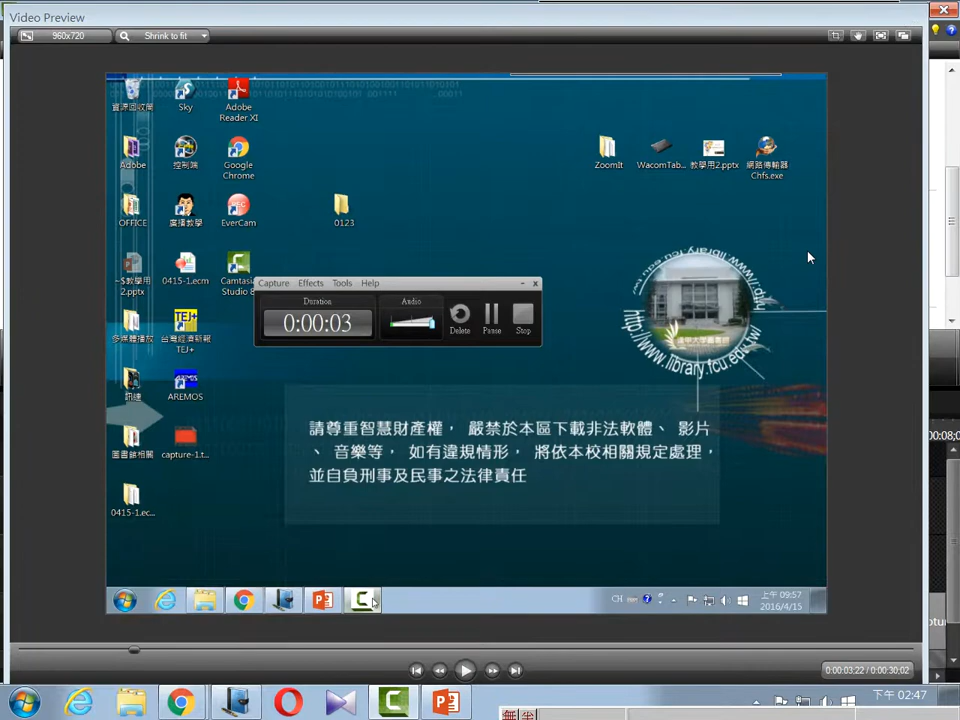 Video Preview
960x720
Shrink to fit
資源回收筒
Sky
Adobe
Reader XI
Adobe
控制端
Google
Chrome
ZoomIt
WacomTab...
教學用2.pptx
網路傳輸器
Chfs.exe
OFFICE
廣播教學
EverCam
0123
~$教學用
2.pptx
0415-1.ecm
Camtasia
Studio 8
Capture Effects Tools Help
Duration
Audio
0:00:03
Delete
Pause
Stop
http://www.library.fcu.edu.tw/
多媒體播放
台灣經濟新報
TEJ+
訊連
AREMOS
圖書館相關
capture-1.t...
0415-1.ec...
請尊重智慧財產權, 嚴禁於本區下載非法軟體、 影片
、 音樂等, 如有違規情形, 將依本校相關規定處理,
並自負刑事及民事之法律責任
CH
上午 09:57
2016/4/15
00:08;0
0:00:03:22 / 0:00:30:02
下午 02:47